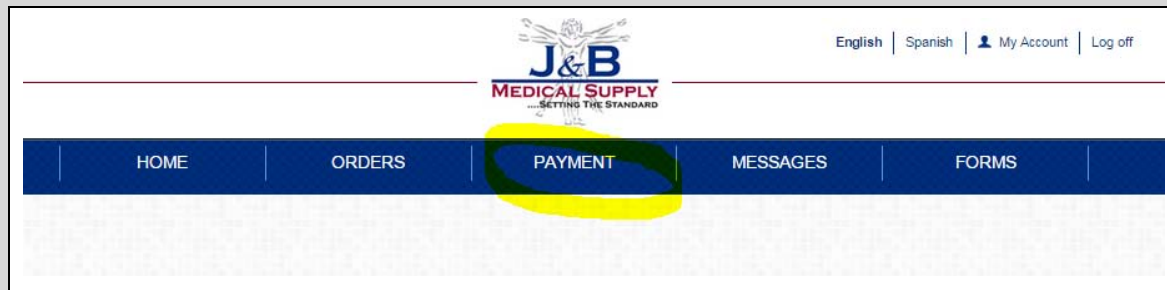 English Spanish My Account Log off
J&B
MEDICAL SUPPLY
....SETTING THE STANDARD
HOME ORDERS PAYMENT MESSAGES FORMS